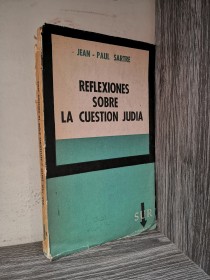 JEAN - PAUL SARTRE
REFLEXIONES
SOBRE
LA CUESTION JUDIA
SUR